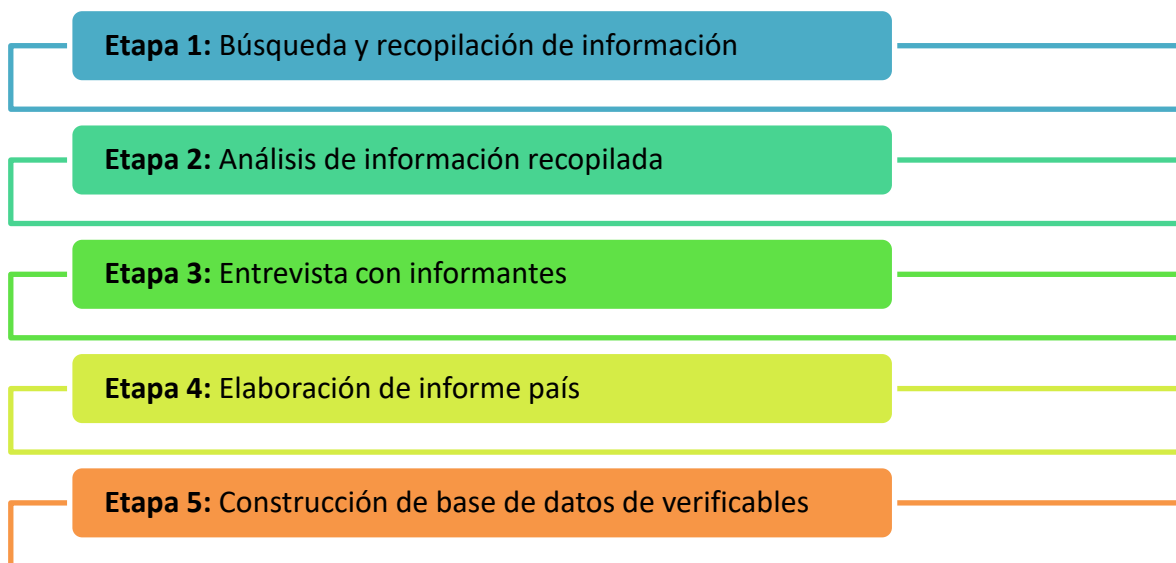 Etapa 1: Búsqueda y recopilación de información
Etapa 2: Análisis de información recopilada
Etapa 3: Entrevista con informantes
Etapa 4: Elaboración de informe país
Etapa 5: Construcción de base de datos de verificables